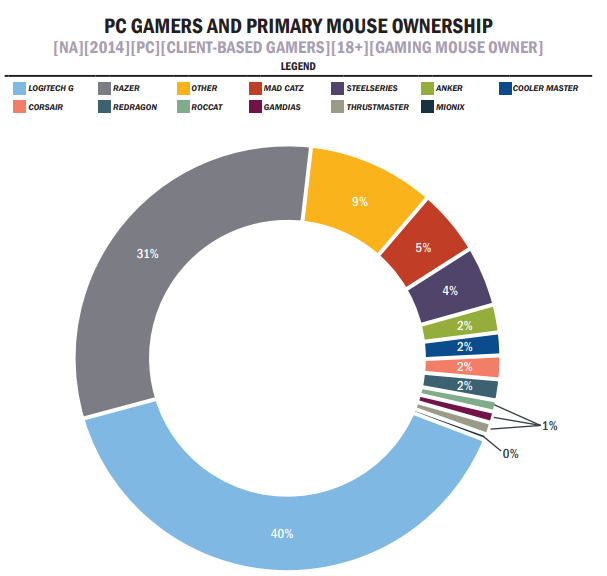 PC GAMERS AND PRIMARY MOUSE OWNERSHIP
[NA][2014][PC][CLIENT-BASED GAMERS][18+][GAMING MOUSE OWNER]
LEGEND
LOGITECH G RAZER OTHER MAD CATZ STEELSERIES ANKER COOLER MASTER
CORSAIR REDRAGON ROCCAT GAMDIAS THRUSTMASTER MIONIX
9%
5%
31%
4%
2%
2%
2%
2%
1%
0%
40%